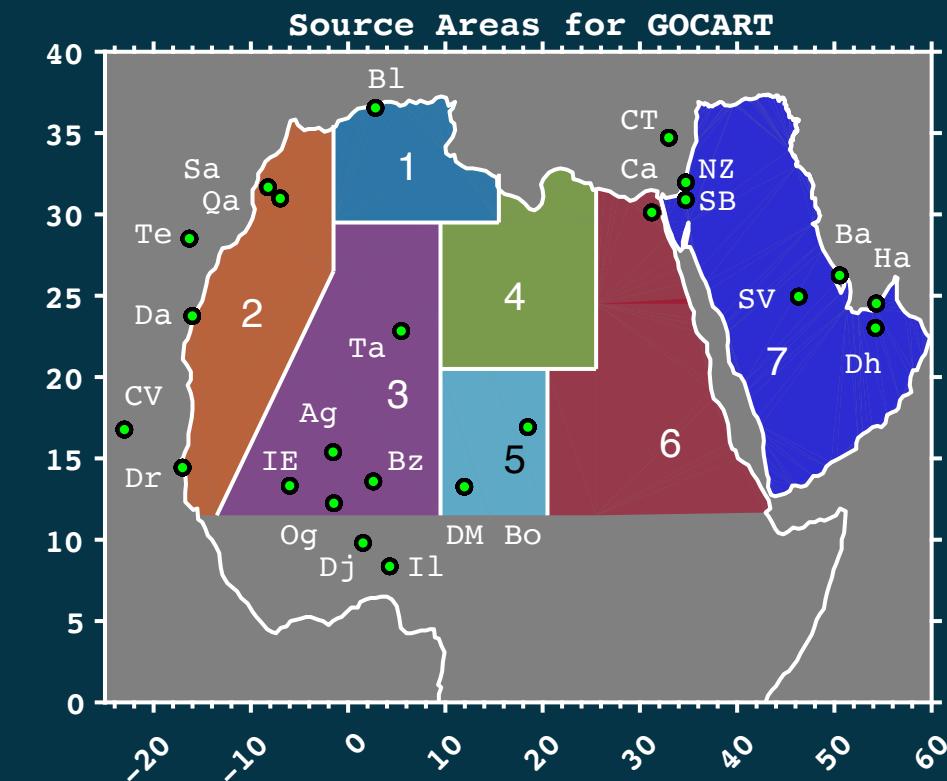 Source Areas for GOCART
40
Bl
35
CT
1
Sa
Ca
NZ
Qa
SB
30
Te
Ba
Ha
25
Da
2
4
SV
Ta
7
Dh
20
CV
3
Ag
6
15
IE
Bz
5
Dr
10
Og
DM
Bo
Dj
Il
5
0
-20
-10
0
10
20
30
40
50
60